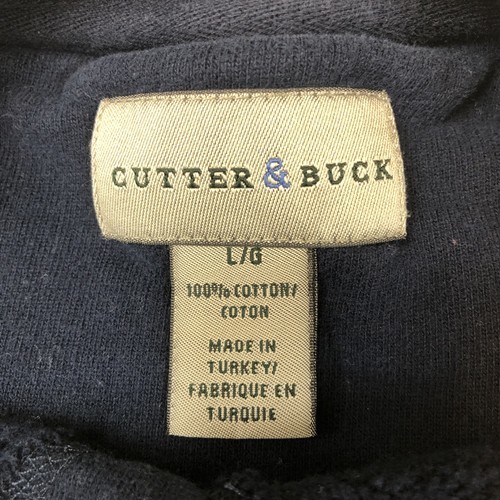 CUTTER & BUCK
L/G
100% COTTON/
COTON
MADE IN
TURKEY/
FABRIQUE EN
TURQUIE